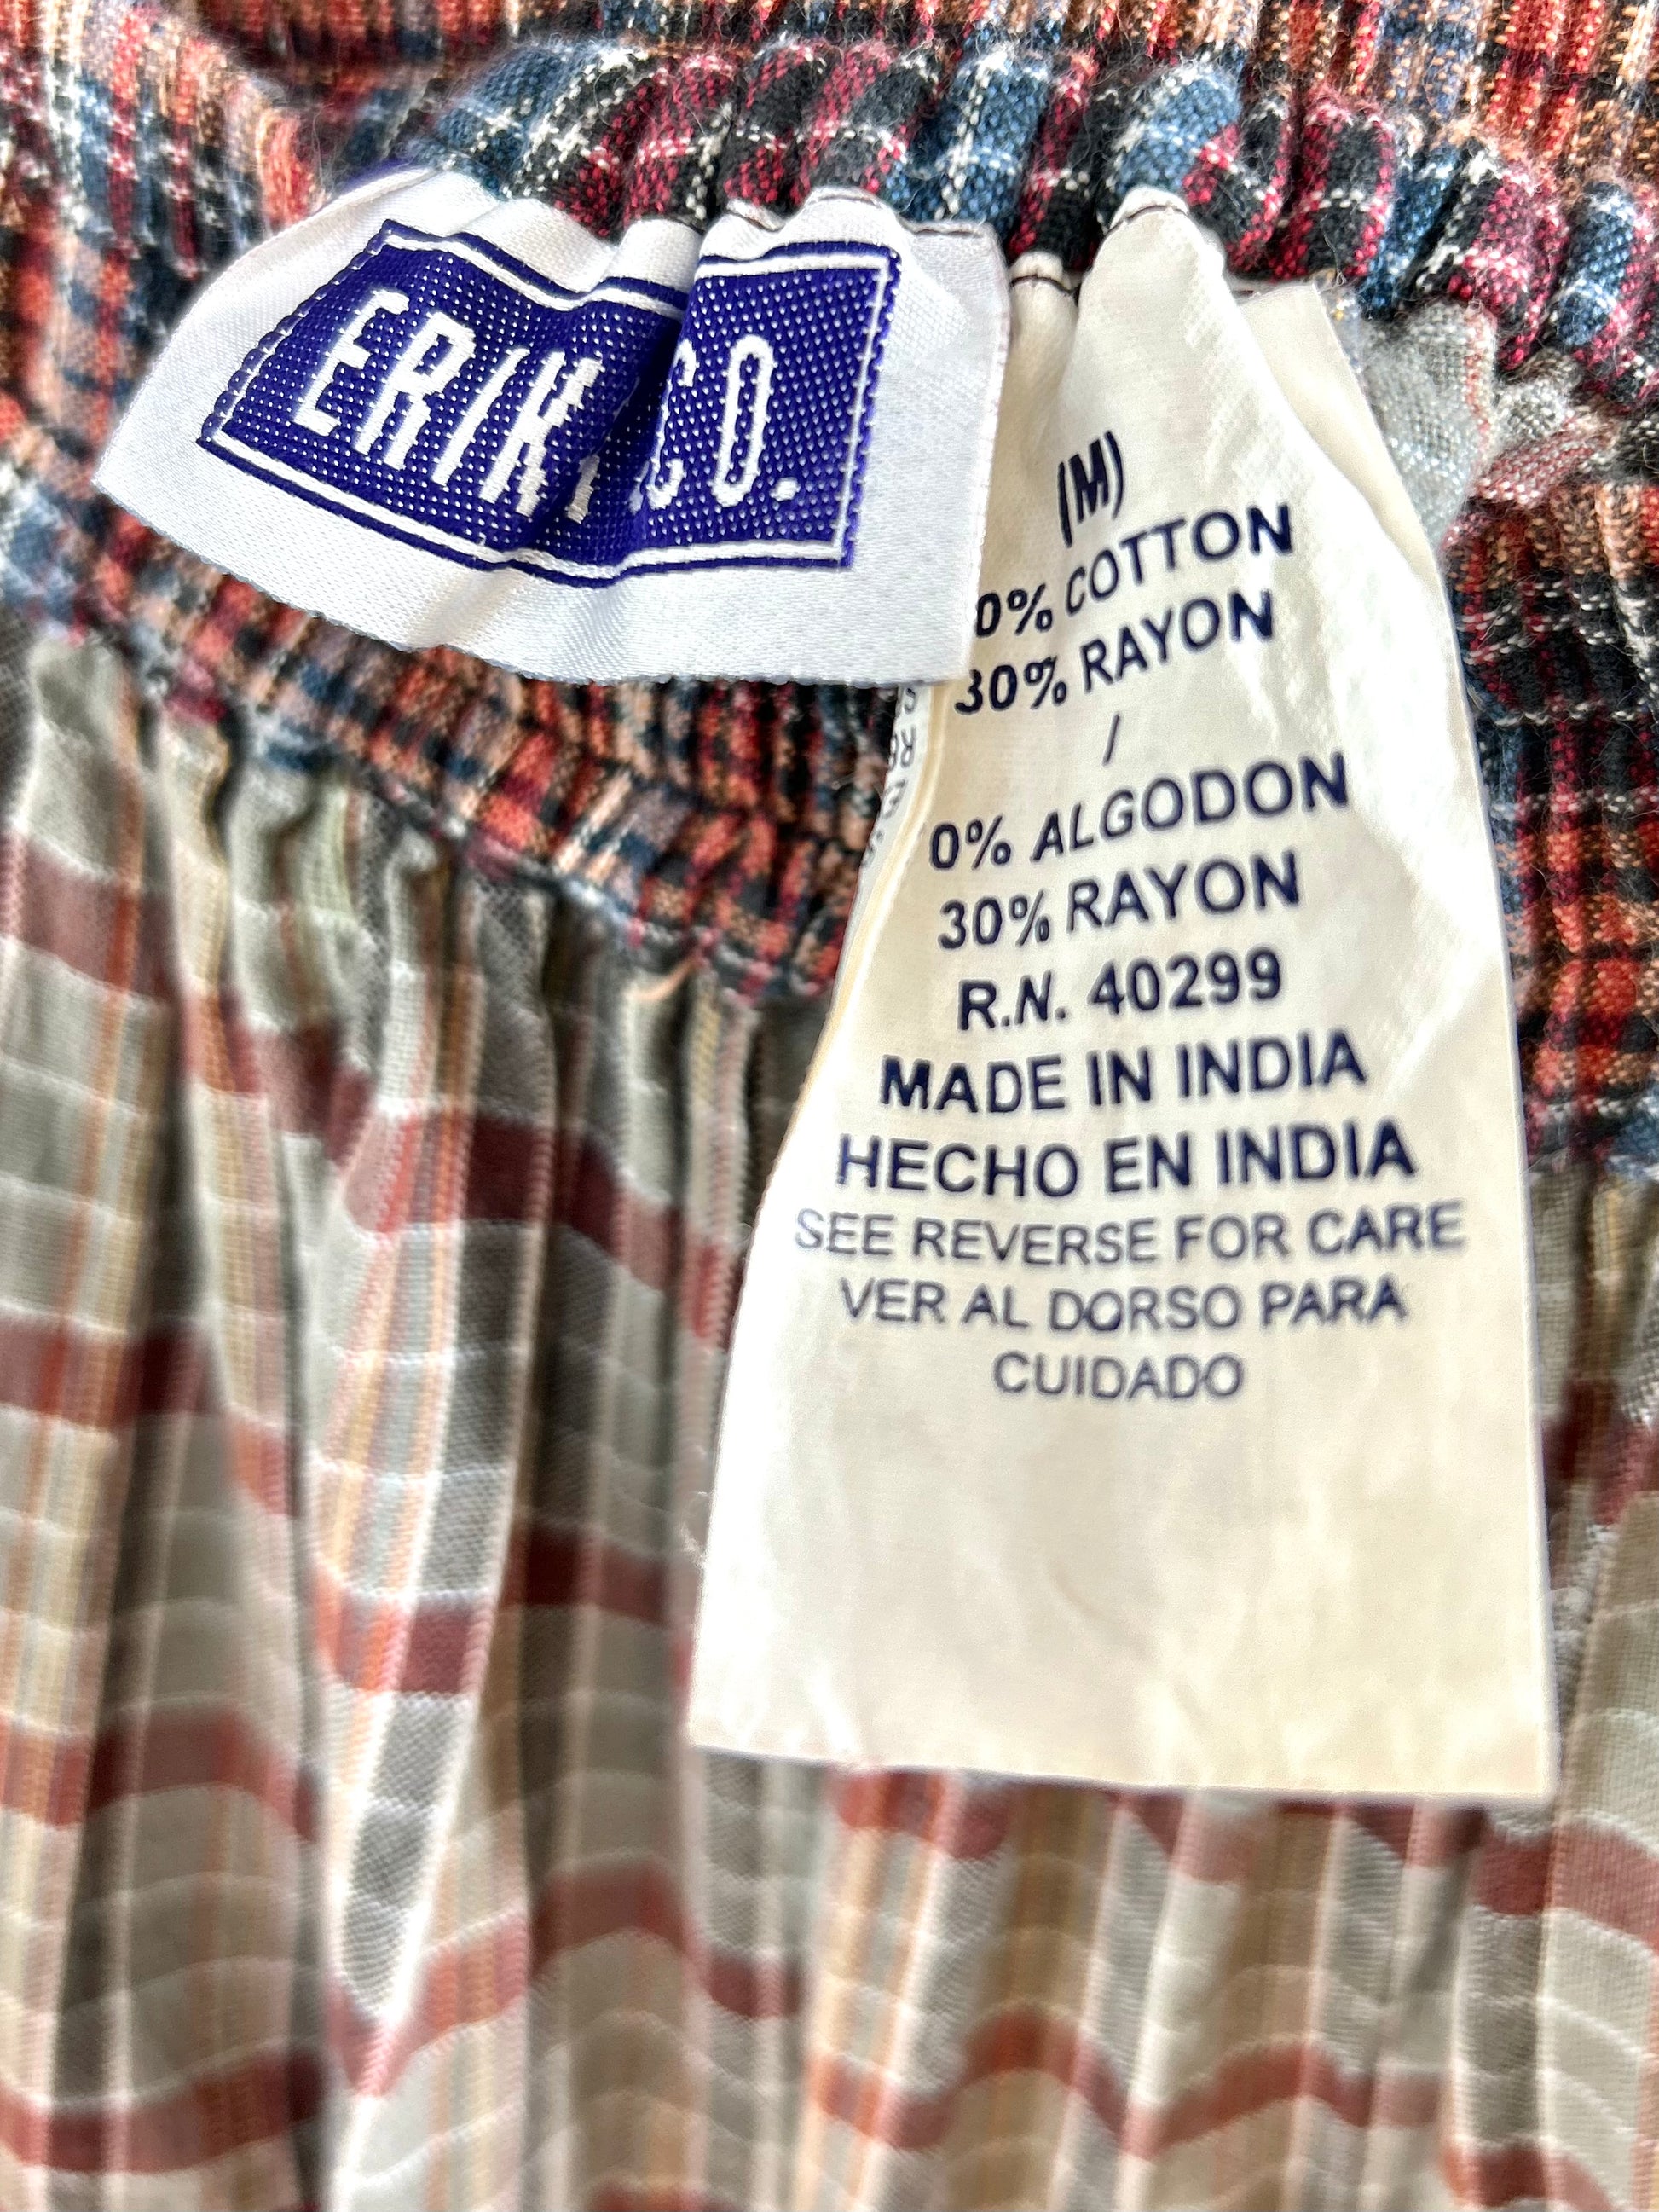 ERIK & CO.
(M)
0% COTTON
30% RAYON
/
0% ALGODON
30% RAYON
R.N. 40299
MADE IN INDIA
HECHO EN INDIA
SEE REVERSE FOR CARE
VER AL DORSO PARA
CUIDADO